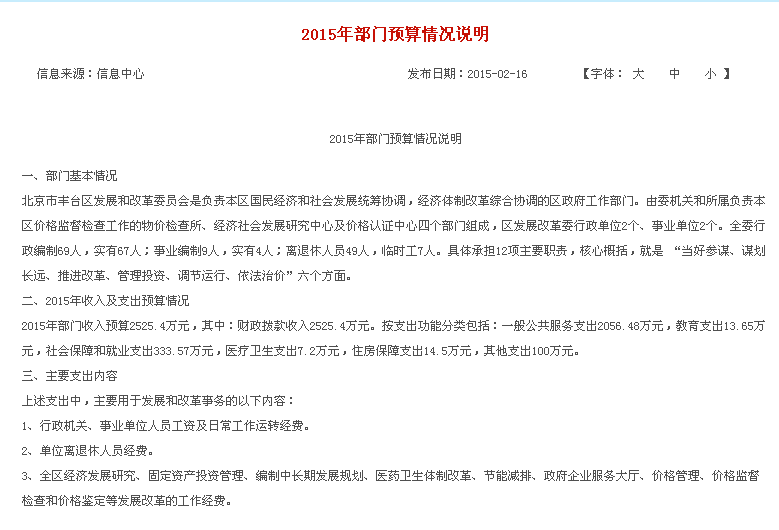 2015年部门预算情况说明
信息来源：信息中心 发布日期：2015-02-16 【字体： 大 中 小 】
2015年部门预算情况说明
一、部门基本情况
北京市丰台区发展和改革委员会是负责本区国民经济和社会发展统筹协调，经济体制改革综合协调的区政府工作部门。由委机关和所属负责本
区价格监督检查工作的物价检查所、经济社会发展研究中心及价格认证中心四个部门组成，区发展改委行政单位2个、事业单位2个。全委行
政编制69人，实有67人；事业编制9人，实有4人；离退休人员49人，临时工7人。具体承担12项主要职责，核心概括，就是 “当好参谋、谋划
长远、推进改革、管理投资、调节运行、依法治价”六个方面。
二、2015年收入及支出预算情况
2015年部门收入预算2525.4万元，其中：财政拨款收入2525.4万元。按支出功能分类包括：一般公共服务支出2056.48万元，教育支出13.65万
元，社会保障和就业支出333.57万元，医疗卫生支出7.2万元，住房保障支出14.5万元，其他支出100万元。
三、主要支出内容
上述支出中，主要用于发展和改革事务的以下内容：
1、行政机关、事业单位人员工资及日常工作运转经费。
2、单位离退休人员经费。
3、全区经济发展研究、固定资产投资管理、编制中长期发展规划、医药卫生体制改革、节能减排、政府企业服务大厅、价格管理、价格监督
检查和价格鉴定等发展改革的工作经费。